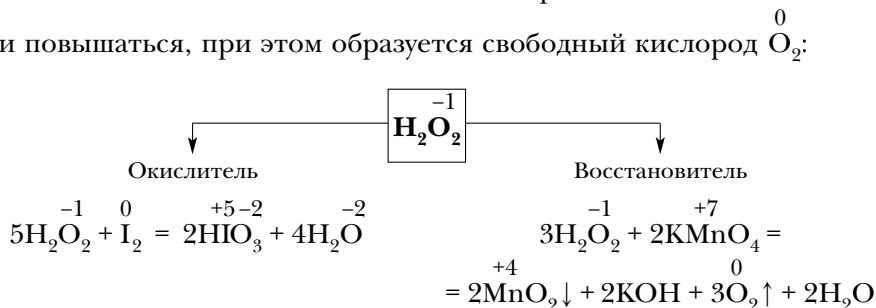 и повышаться, при этом образуется свободный кислород O₂:
0
−1
H₂O₂
Окислитель
Восстановитель
−1 0 +5 −2 −2
5H₂O₂ + I₂ = 2HIO₃ + 4H₂O
−1 +7
3H₂O₂ + 2KMnO₄ =
+4 0
= 2MnO₂↓ + 2KOH + 3O₂↑ + 2H₂O